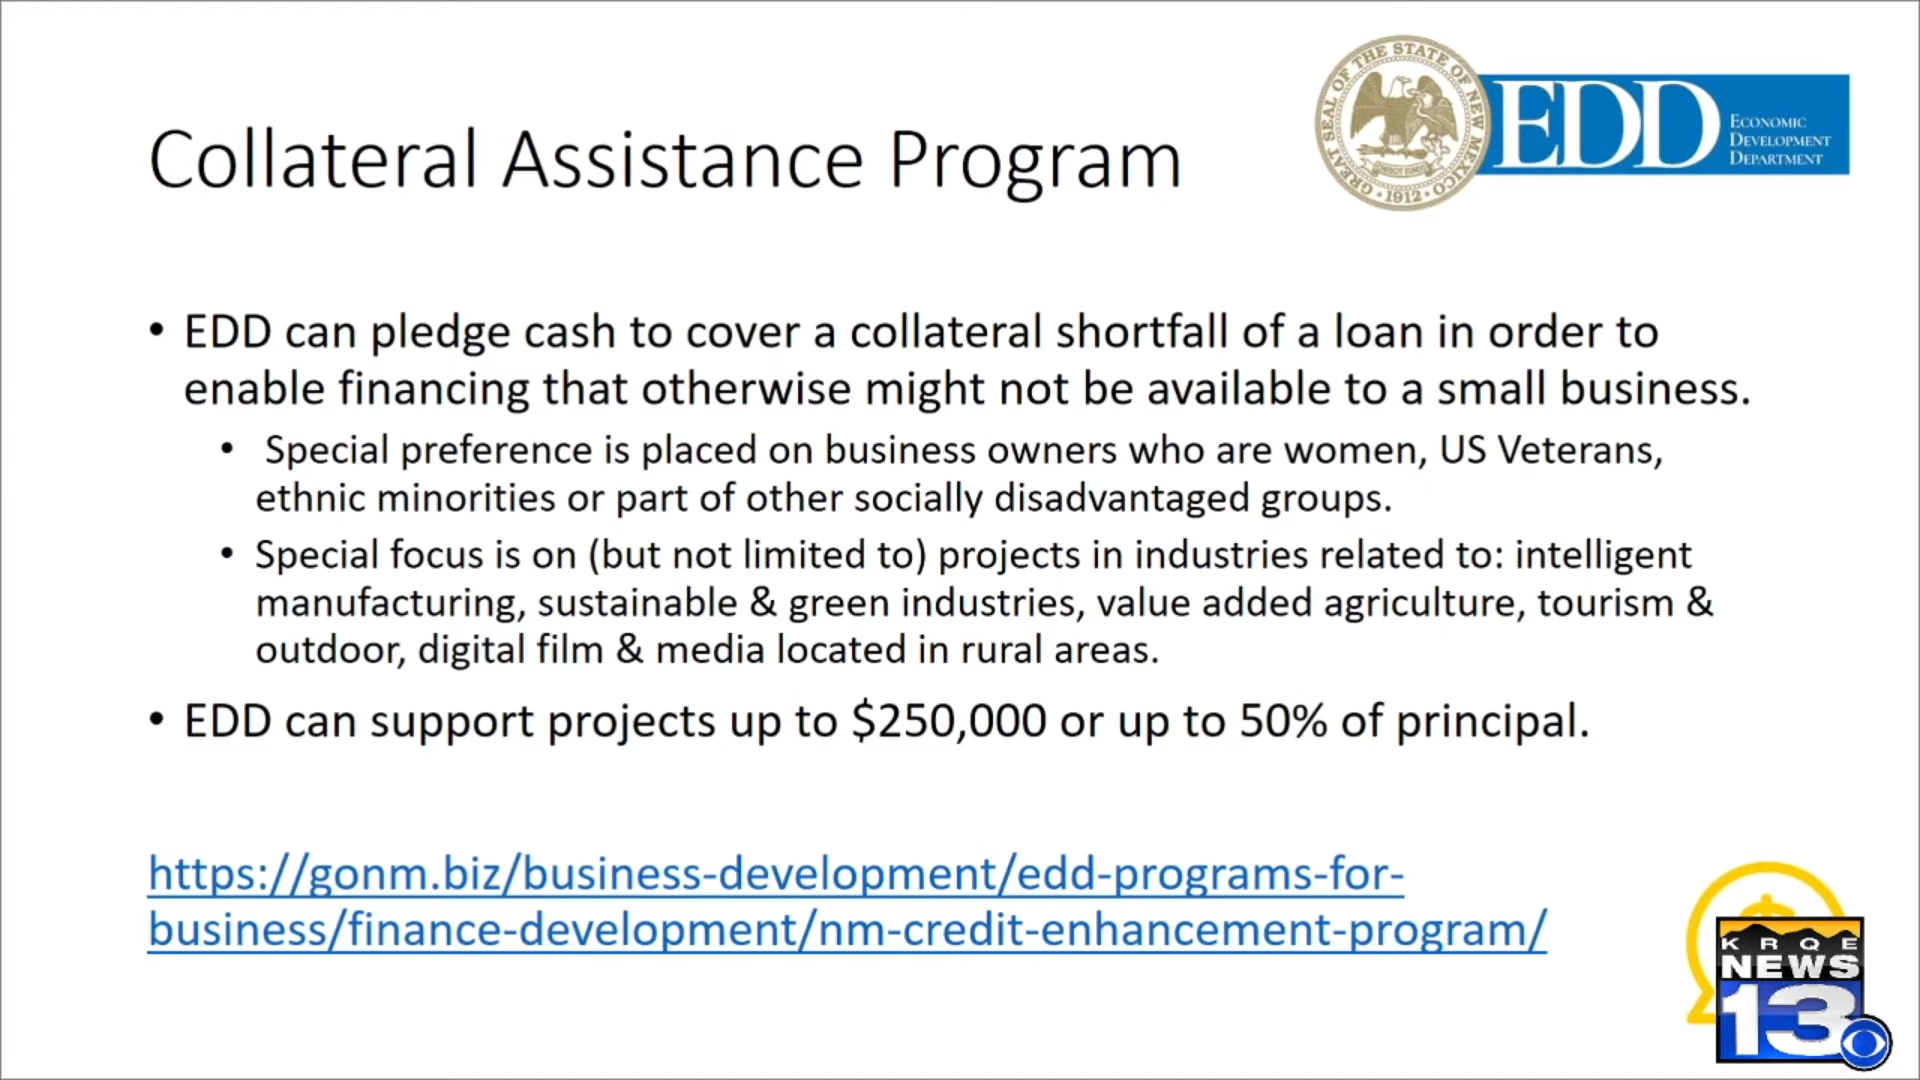 GREAT SEAL OF THE STATE OF NEW MEXICO
• 1912 •
EDD
ECONOMIC
DEVELOPMENT
DEPARTMENT
Collateral Assistance Program
• EDD can pledge cash to cover a collateral shortfall of a loan in order to
enable financing that otherwise might not be available to a small business.
• Special preference is placed on business owners who are women, US Veterans,
ethnic minorities or part of other socially disadvantaged groups.
• Special focus is on (but not limited to) projects in industries related to: intelligent
manufacturing, sustainable & green industries, value added agriculture, tourism &
outdoor, digital film & media located in rural areas.
• EDD can support projects up to $250,000 or up to 50% of principal.
https://gonm.biz/business-development/edd-programs-for-
business/finance-development/nm-credit-enhancement-program/
KRQE
NEWS
13